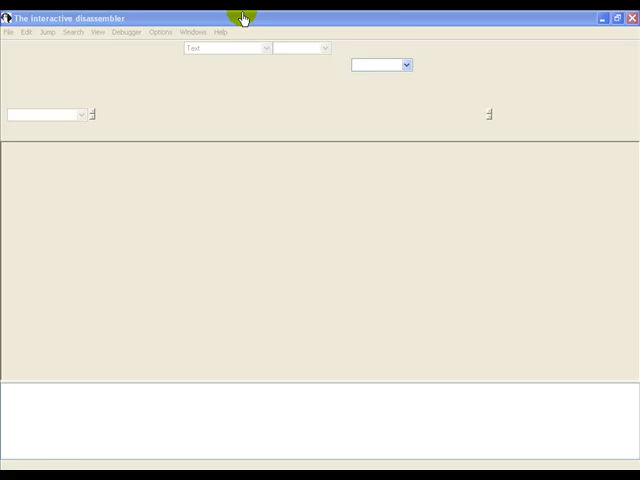 The interactive disassembler
File Edit Jump Search View Debugger Options Windows Help
Text